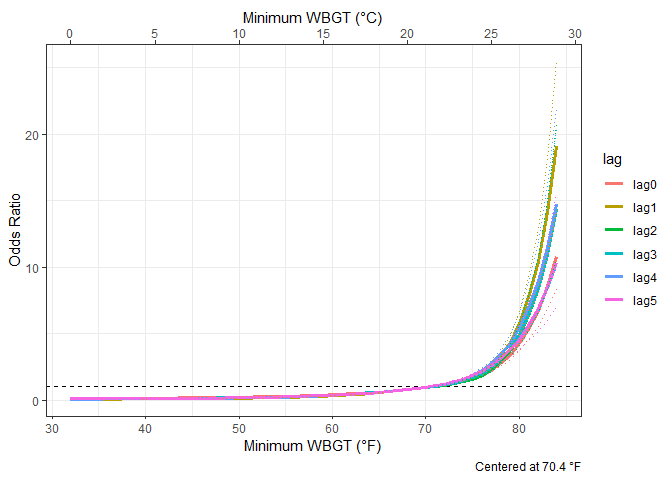 Minimum WBGT (°C)
0 5 10 15 20 25 30
Odds Ratio
20
10
0
30 40 50 60 70 80
Minimum WBGT (°F)
Centered at 70.4 °F
lag
lag0
lag1
lag2
lag3
lag4
lag5